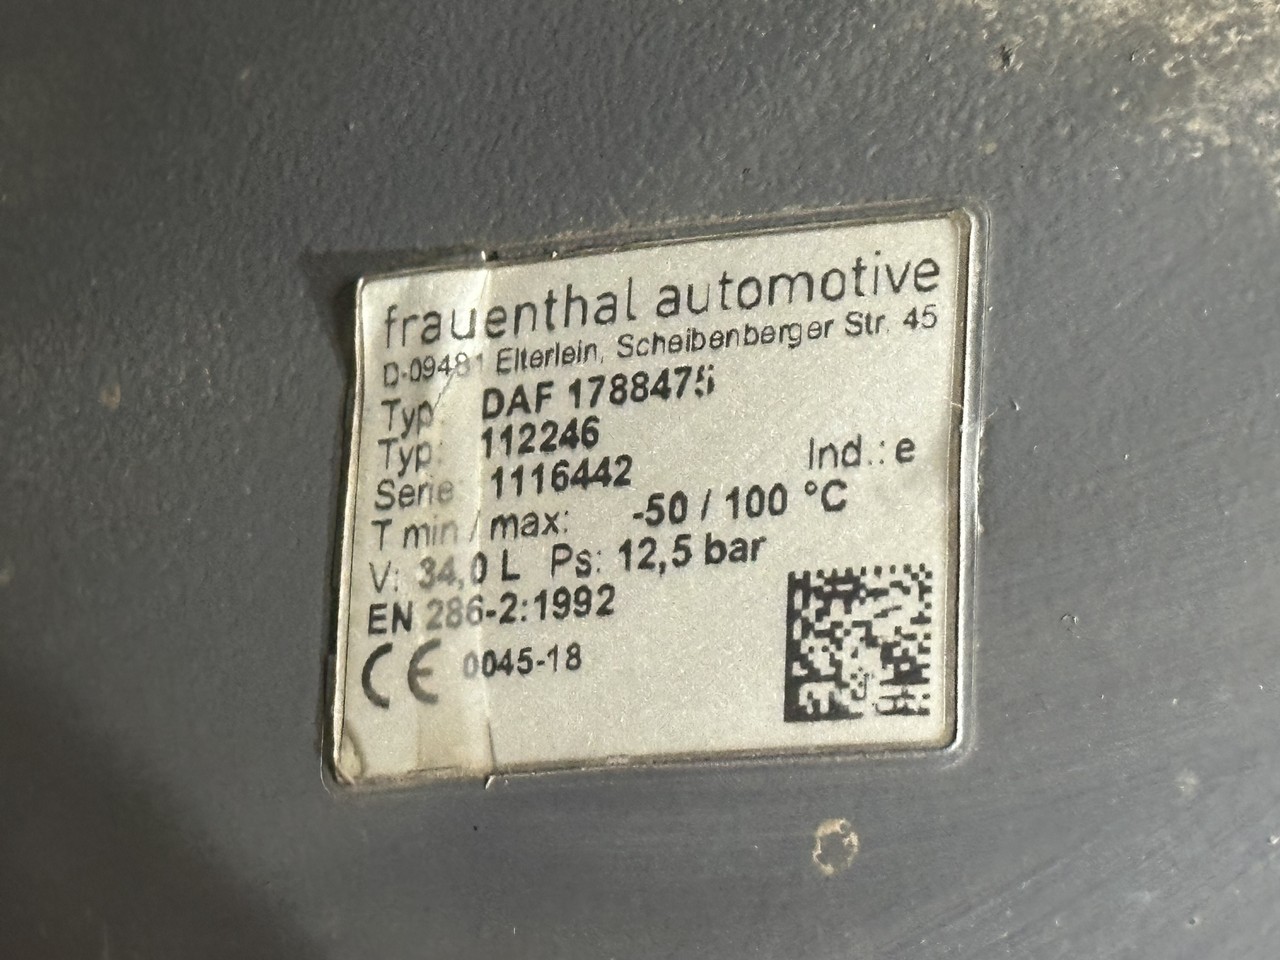 frauenthal automotive
D-09481 Elterlein, Scheibenberger Str. 45
Typ: DAF 1788475
Typ: 112246
Serie: 1116442 Ind.: e
T min / max: -50 / 100 °C
V: 34,0 L Ps: 12,5 bar
EN 286-2:1992
CE 0045-18